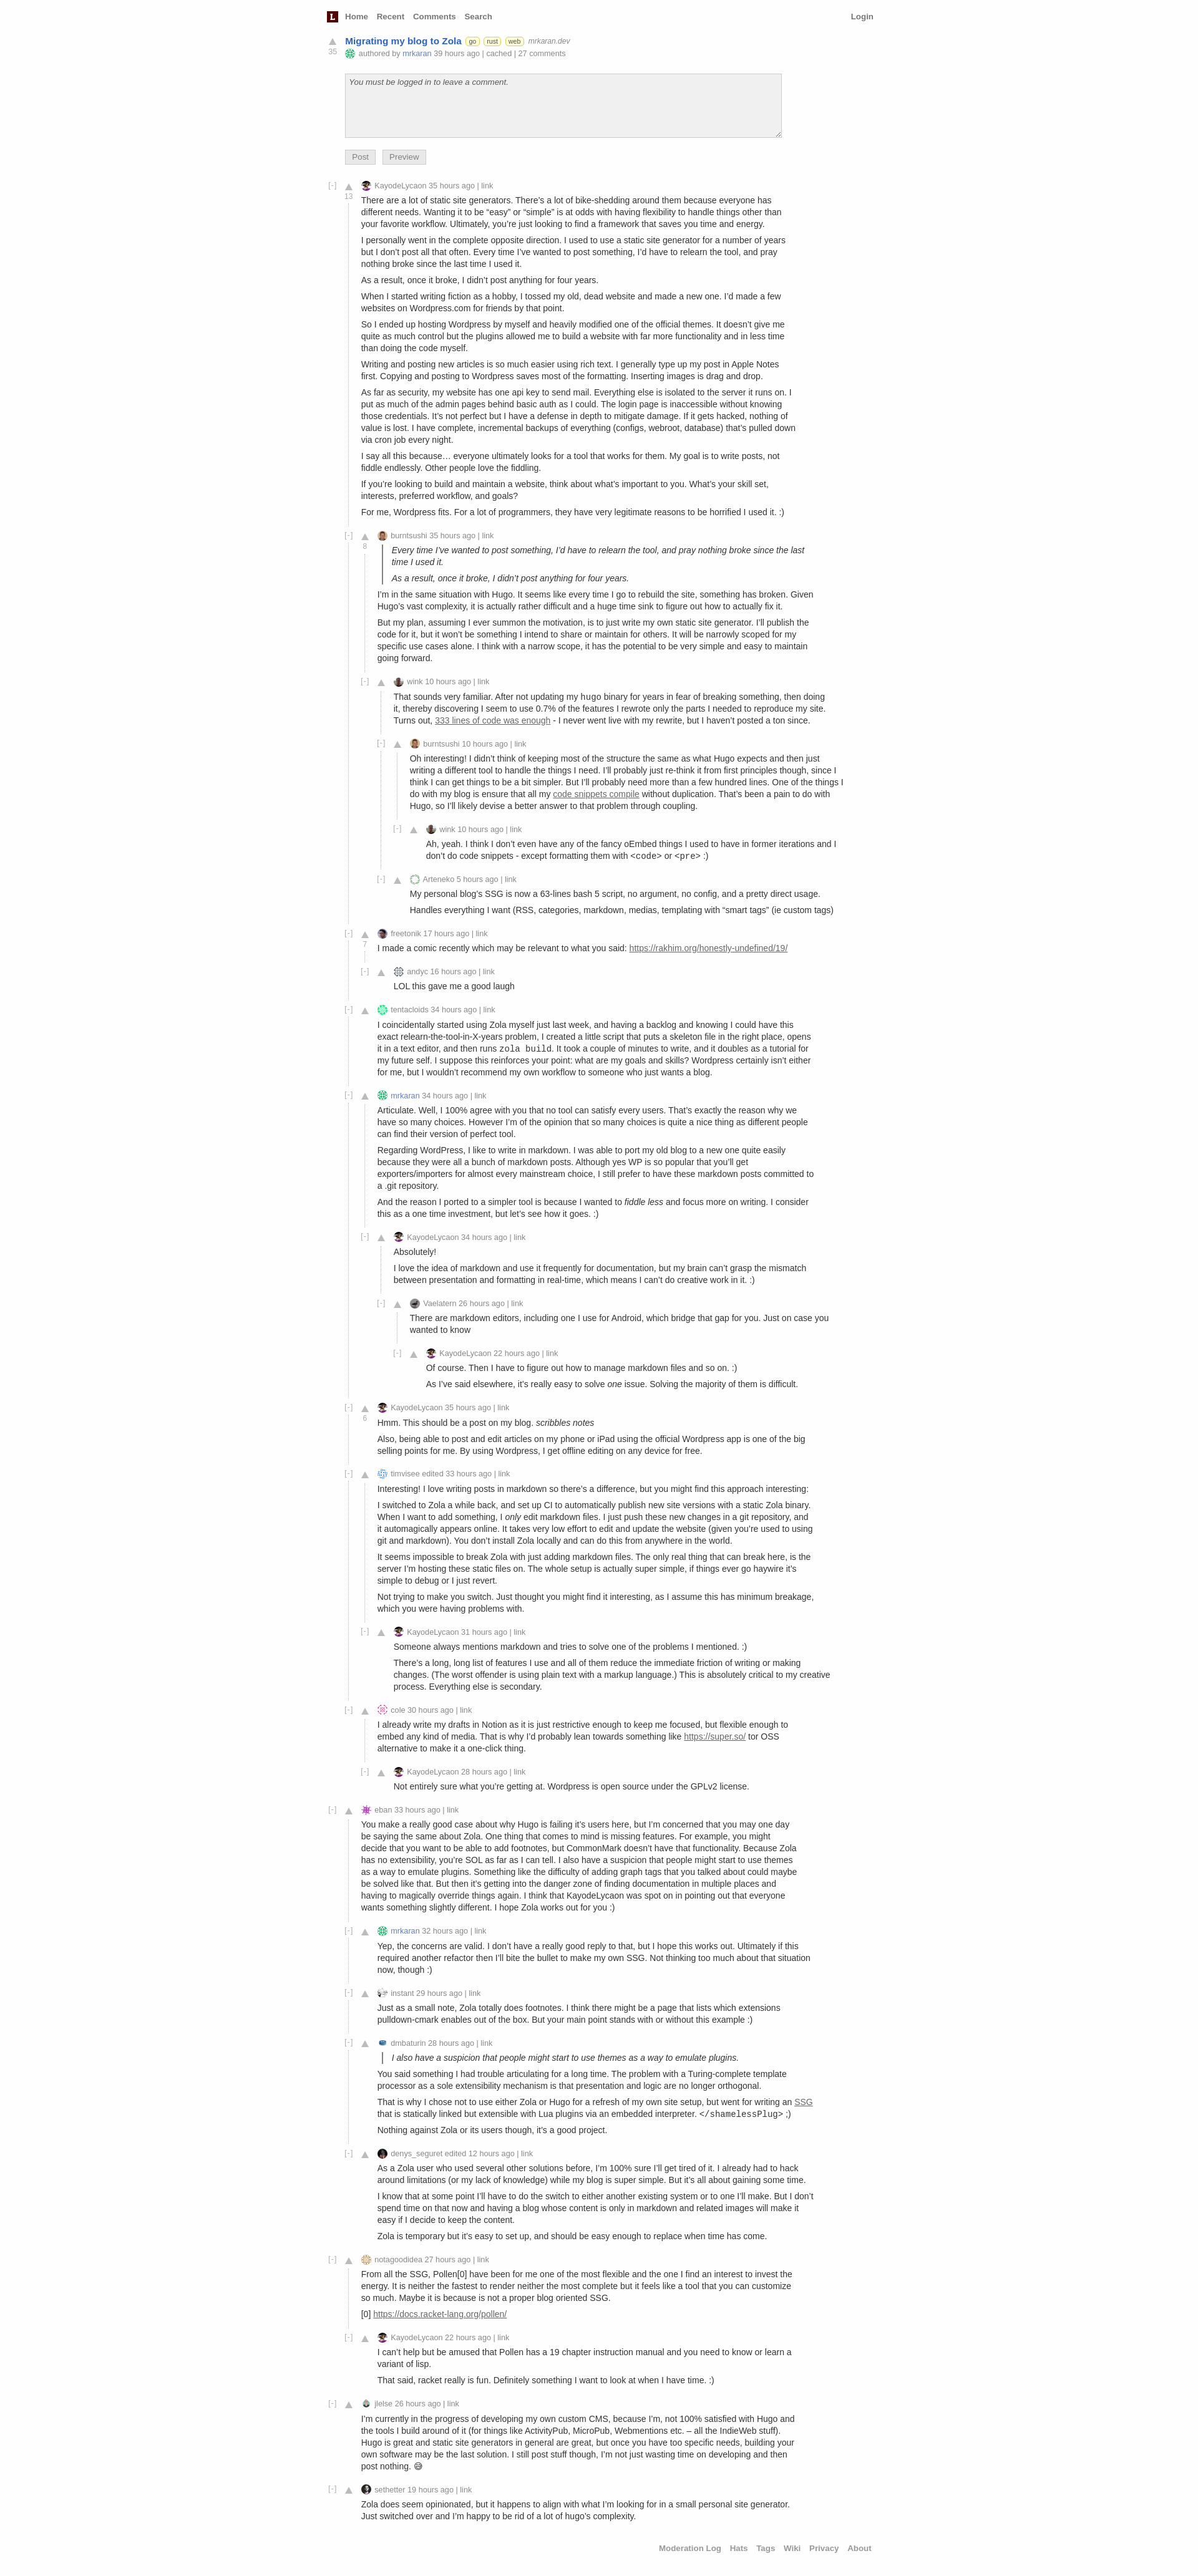 L Home Recent Comments Search Login
Migrating my blog to Zola go rust web mrkaran.dev
35 authored by mrkaran 39 hours ago | cached | 27 comments
You must be logged in to leave a comment.
Post Preview
[-] KayodeLycaon 35 hours ago | link
13
There are a lot of static site generators. There’s a lot of bike-shedding around them because everyone has
different needs. Wanting it to be “easy” or “simple” is at odds with having flexibility to handle things other than
your favorite workflow. Ultimately, you’re just looking to find a framework that saves you time and energy.
I personally went in the complete opposite direction. I used to use a static site generator for a number of years
but I don’t post all that often. Every time I’ve wanted to post something, I’d have to relearn the tool, and pray
nothing broke since the last time I used it.
As a result, once it broke, I didn’t post anything for four years.
When I started writing fiction as a hobby, I tossed my old, dead website and made a new one. I’d made a few
websites on Wordpress.com for friends by that point.
So I ended up hosting Wordpress by myself and heavily modified one of the official themes. It doesn’t give me
quite as much control but the plugins allowed me to build a website with far more functionality and in less time
than doing the code myself.
Writing and posting new articles is so much easier using rich text. I generally type up my post in Apple Notes
first. Copying and posting to Wordpress saves most of the formatting. Inserting images is drag and drop.
As far as security, my website has one api key to send mail. Everything else is isolated to the server it runs on. I
put as much of the admin pages behind basic auth as I could. The login page is inaccessible without knowing
those credentials. It’s not perfect but I have a defense in depth to mitigate damage. If it gets hacked, nothing of
value is lost. I have complete, incremental backups of everything (configs, webroot, database) that’s pulled down
via cron job every night.
I say all this because… everyone ultimately looks for a tool that works for them. My goal is to write posts, not
fiddle endlessly. Other people love the fiddling.
If you’re looking to build and maintain a website, think about what’s important to you. What’s your skill set,
interests, preferred workflow, and goals?
For me, Wordpress fits. For a lot of programmers, they have very legitimate reasons to be horrified I used it. :)
[-] burntsushi 35 hours ago | link
8
Every time I’ve wanted to post something, I’d have to relearn the tool, and pray nothing broke since the last
time I used it.
As a result, once it broke, I didn’t post anything for four years.
I’m in the same situation with Hugo. It seems like every time I go to rebuild the site, something has broken. Given
Hugo’s vast complexity, it is actually rather difficult and a huge time sink to figure out how to actually fix it.
But my plan, assuming I ever summon the motivation, is to just write my own static site generator. I’ll publish the
code for it, but it won’t be something I intend to share or maintain for others. It will be narrowly scoped for my
specific use cases alone. I think with a narrow scope, it has the potential to be very simple and easy to maintain
going forward.
[-] wink 10 hours ago | link
That sounds very familiar. After not updating my hugo binary for years in fear of breaking something, then doing
it, thereby discovering I seem to use 0.7% of the features I rewrote only the parts I needed to reproduce my site.
Turns out, 333 lines of code was enough - I never went live with my rewrite, but I haven’t posted a ton since.
[-] burntsushi 10 hours ago | link
Oh interesting! I didn’t think of keeping most of the structure the same as what Hugo expects and then just
writing a different tool to handle the things I need. I’ll probably just re-think it from first principles though, since I
think I can get things to be a bit simpler. But I’ll probably need more than a few hundred lines. One of the things I
do with my blog is ensure that all my code snippets compile without duplication. That’s been a pain to do with
Hugo, so I’ll likely devise a better answer to that problem through coupling.
[-] wink 10 hours ago | link
Ah, yeah. I think I don’t even have any of the fancy oEmbed things I used to have in former iterations and I
don’t do code snippets - except formatting them with <code> or <pre> :)
[-] Arteneko 5 hours ago | link
My personal blog’s SSG is now a 63-lines bash 5 script, no argument, no config, and a pretty direct usage.
Handles everything I want (RSS, categories, markdown, medias, templating with “smart tags” (ie custom tags)
[-] freetonik 17 hours ago | link
7
I made a comic recently which may be relevant to what you said: https://rakhim.org/honestly-undefined/19/
[-] andyc 16 hours ago | link
LOL this gave me a good laugh
[-] tentacloids 34 hours ago | link
I coincidentally started using Zola myself just last week, and having a backlog and knowing I could have this
exact relearn-the-tool-in-X-years problem, I created a little script that puts a skeleton file in the right place, opens
it in a text editor, and then runs zola build. It took a couple of minutes to write, and it doubles as a tutorial for
my future self. I suppose this reinforces your point: what are my goals and skills? Wordpress certainly isn’t either
for me, but I wouldn’t recommend my own workflow to someone who just wants a blog.
[-] mrkaran 34 hours ago | link
Articulate. Well, I 100% agree with you that no tool can satisfy every users. That’s exactly the reason why we
have so many choices. However I’m of the opinion that so many choices is quite a nice thing as different people
can find their version of perfect tool.
Regarding WordPress, I like to write in markdown. I was able to port my old blog to a new one quite easily
because they were all a bunch of markdown posts. Although yes WP is so popular that you’ll get
exporters/importers for almost every mainstream choice, I still prefer to have these markdown posts committed to
a .git repository.
And the reason I ported to a simpler tool is because I wanted to fiddle less and focus more on writing. I consider
this as a one time investment, but let’s see how it goes. :)
[-] KayodeLycaon 34 hours ago | link
Absolutely!
I love the idea of markdown and use it frequently for documentation, but my brain can’t grasp the mismatch
between presentation and formatting in real-time, which means I can’t do creative work in it. :)
[-] Vaelatern 26 hours ago | link
There are markdown editors, including one I use for Android, which bridge that gap for you. Just on case you
wanted to know
[-] KayodeLycaon 22 hours ago | link
Of course. Then I have to figure out how to manage markdown files and so on. :)
As I’ve said elsewhere, it’s really easy to solve one issue. Solving the majority of them is difficult.
[-] KayodeLycaon 35 hours ago | link
6
Hmm. This should be a post on my blog. scribbles notes
Also, being able to post and edit articles on my phone or iPad using the official Wordpress app is one of the big
selling points for me. By using Wordpress, I get offline editing on any device for free.
[-] timvisee edited 33 hours ago | link
Interesting! I love writing posts in markdown so there’s a difference, but you might find this approach interesting:
I switched to Zola a while back, and set up CI to automatically publish new site versions with a static Zola binary.
When I want to add something, I only edit markdown files. I just push these new changes in a git repository, and
it automagically appears online. It takes very low effort to edit and update the website (given you’re used to using
git and markdown). You don’t install Zola locally and can do this from anywhere in the world.
It seems impossible to break Zola with just adding markdown files. The only real thing that can break here, is the
server I’m hosting these static files on. The whole setup is actually super simple, if things ever go haywire it’s
simple to debug or I just revert.
Not trying to make you switch. Just thought you might find it interesting, as I assume this has minimum breakage,
which you were having problems with.
[-] KayodeLycaon 31 hours ago | link
Someone always mentions markdown and tries to solve one of the problems I mentioned. :)
There’s a long, long list of features I use and all of them reduce the immediate friction of writing or making
changes. (The worst offender is using plain text with a markup language.) This is absolutely critical to my creative
process. Everything else is secondary.
[-] cole 30 hours ago | link
I already write my drafts in Notion as it is just restrictive enough to keep me focused, but flexible enough to
embed any kind of media. That is why I’d probably lean towards something like https://super.so/ tor OSS
alternative to make it a one-click thing.
[-] KayodeLycaon 28 hours ago | link
Not entirely sure what you’re getting at. Wordpress is open source under the GPLv2 license.
[-] eban 33 hours ago | link
You make a really good case about why Hugo is failing it’s users here, but I’m concerned that you may one day
be saying the same about Zola. One thing that comes to mind is missing features. For example, you might
decide that you want to be able to add footnotes, but CommonMark doesn’t have that functionality. Because Zola
has no extensibility, you’re SOL as far as I can tell. I also have a suspicion that people might start to use themes
as a way to emulate plugins. Something like the difficulty of adding graph tags that you talked about could maybe
be solved like that. But then it’s getting into the danger zone of finding documentation in multiple places and
having to magically override things again. I think that KayodeLycaon was spot on in pointing out that everyone
wants something slightly different. I hope Zola works out for you :)
[-] mrkaran 32 hours ago | link
Yep, the concerns are valid. I don’t have a really good reply to that, but I hope this works out. Ultimately if this
required another refactor then I’ll bite the bullet to make my own SSG. Not thinking too much about that situation
now, though :)
[-] instant 29 hours ago | link
Just as a small note, Zola totally does footnotes. I think there might be a page that lists which extensions
pulldown-cmark enables out of the box. But your main point stands with or without this example :)
[-] dmbaturin 28 hours ago | link
I also have a suspicion that people might start to use themes as a way to emulate plugins.
You said something I had trouble articulating for a long time. The problem with a Turing-complete template
processor as a sole extensibility mechanism is that presentation and logic are no longer orthogonal.
That is why I chose not to use either Zola or Hugo for a refresh of my own site setup, but went for writing an SSG
that is statically linked but extensible with Lua plugins via an embedded interpreter. </shamelessPlug> ;)
Nothing against Zola or its users though, it’s a good project.
[-] denys_seguret edited 12 hours ago | link
As a Zola user who used several other solutions before, I’m 100% sure I’ll get tired of it. I already had to hack
around limitations (or my lack of knowledge) while my blog is super simple. But it’s all about gaining some time.
I know that at some point I’ll have to do the switch to either another existing system or to one I’ll make. But I don’t
spend time on that now and having a blog whose content is only in markdown and related images will make it
easy if I decide to keep the content.
Zola is temporary but it’s easy to set up, and should be easy enough to replace when time has come.
[-] notagoodidea 27 hours ago | link
From all the SSG, Pollen[0] have been for me one of the most flexible and the one I find an interest to invest the
energy. It is neither the fastest to render neither the most complete but it feels like a tool that you can customize
so much. Maybe it is because is not a proper blog oriented SSG.
[0] https://docs.racket-lang.org/pollen/
[-] KayodeLycaon 22 hours ago | link
I can’t help but be amused that Pollen has a 19 chapter instruction manual and you need to know or learn a
variant of lisp.
That said, racket really is fun. Definitely something I want to look at when I have time. :)
[-] jlelse 26 hours ago | link
I’m currently in the progress of developing my own custom CMS, because I’m, not 100% satisfied with Hugo and
the tools I build around of it (for things like ActivityPub, MicroPub, Webmentions etc. – all the IndieWeb stuff).
Hugo is great and static site generators in general are great, but once you have too specific needs, building your
own software may be the last solution. I still post stuff though, I’m not just wasting time on developing and then
post nothing. 😅
[-] sethetter 19 hours ago | link
Zola does seem opinionated, but it happens to align with what I’m looking for in a small personal site generator.
Just switched over and I’m happy to be rid of a lot of hugo’s complexity.
Moderation Log Hats Tags Wiki Privacy About